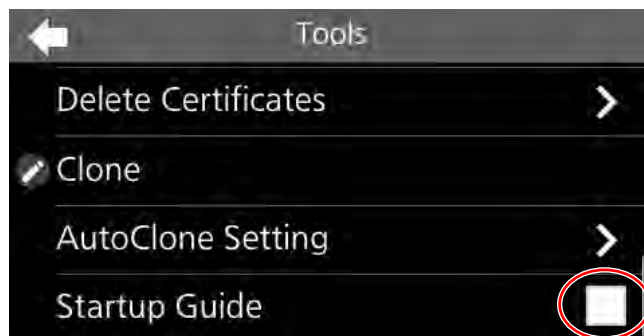 Tools
Delete Certificates
Clone
AutoClone Setting
Startup Guide